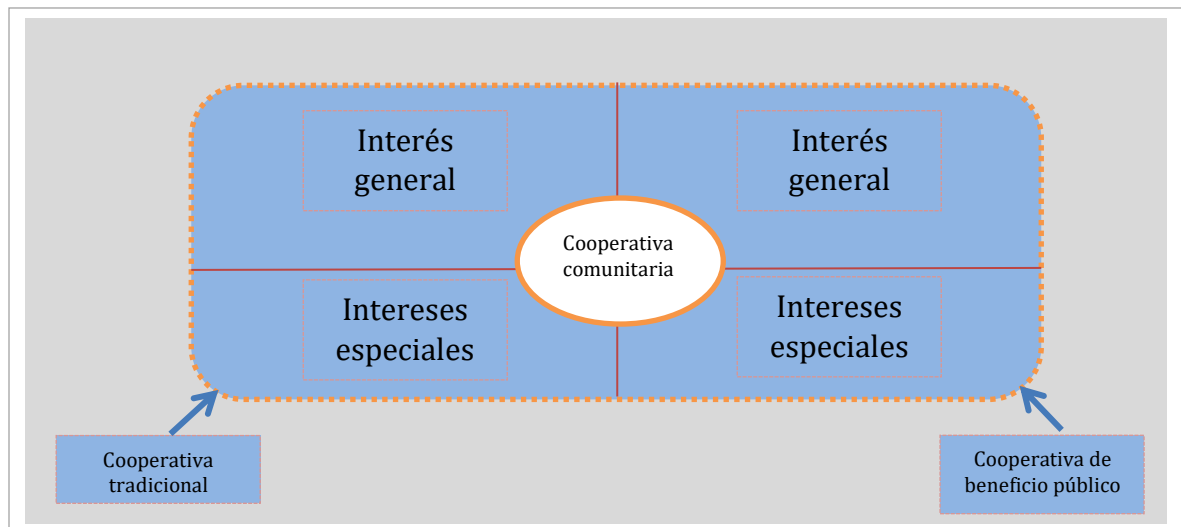 Interés
general
Interés
general
Cooperativa
comunitaria
Intereses
especiales
Intereses
especiales
Cooperativa
tradicional
Cooperativa de
beneficio público